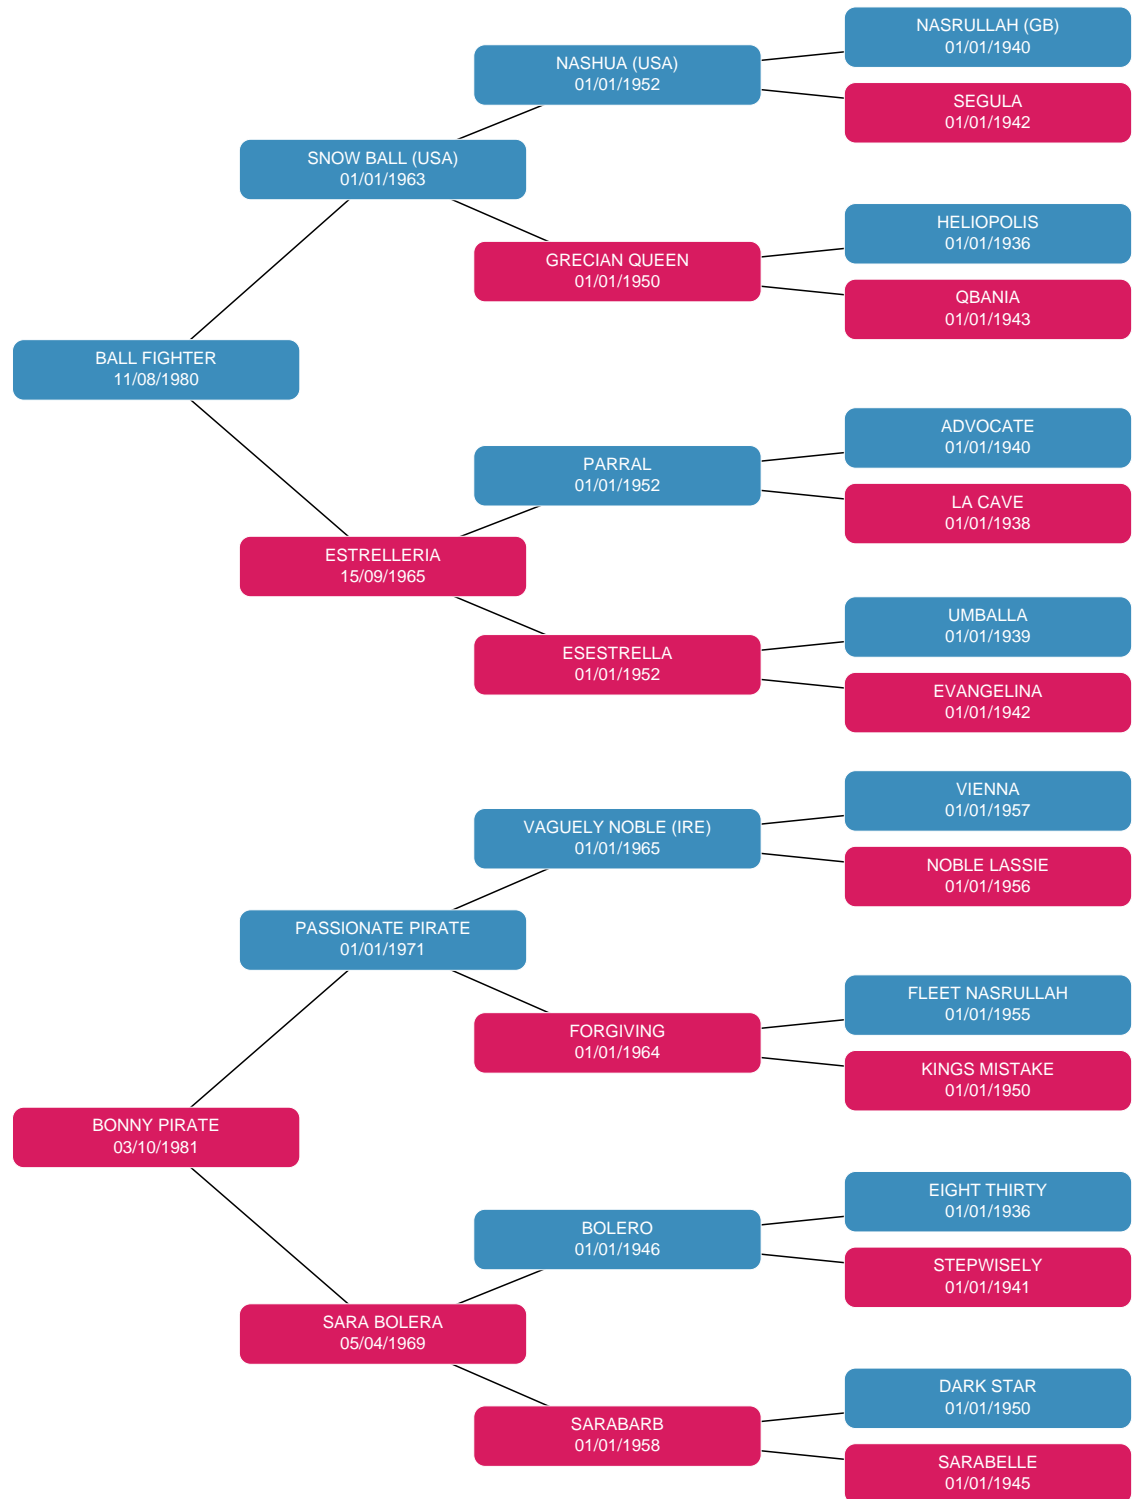 NASRULLAH (GB)
01/01/1940
NASHUA (USA)
01/01/1952
SEGULA
01/01/1942
SNOW BALL (USA)
01/01/1963
HELIOPOLIS
01/01/1936
GRECIAN QUEEN
01/01/1950
QBANIA
01/01/1943
BALL FIGHTER
11/08/1980
ADVOCATE
01/01/1940
PARRAL
01/01/1952
LA CAVE
01/01/1938
ESTRELLERIA
15/09/1965
UMBALLA
01/01/1939
ESESTRELLA
01/01/1952
EVANGELINA
01/01/1942
VIENNA
01/01/1957
VAGUELY NOBLE (IRE)
01/01/1965
NOBLE LASSIE
01/01/1956
PASSIONATE PIRATE
01/01/1971
FLEET NASRULLAH
01/01/1955
FORGIVING
01/01/1964
KINGS MISTAKE
01/01/1950
BONNY PIRATE
03/10/1981
EIGHT THIRTY
01/01/1936
BOLERO
01/01/1946
STEPWISELY
01/01/1941
SARA BOLERA
05/04/1969
DARK STAR
01/01/1950
SARABARB
01/01/1958
SARABELLE
01/01/1945